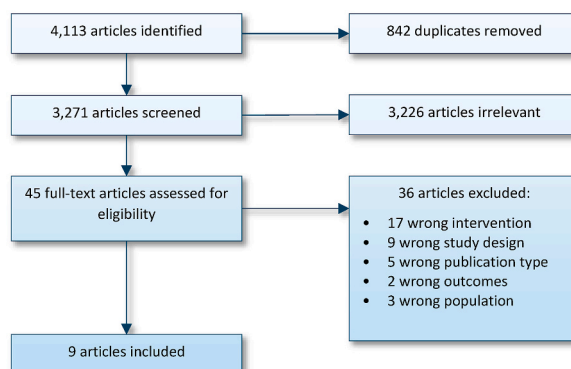 4,113 articles identified
842 duplicates removed
3,271 articles screened
3,226 articles irrelevant
45 full-text articles assessed for
eligibility
36 articles excluded:
• 17 wrong intervention
• 9 wrong study design
• 5 wrong publication type
• 2 wrong outcomes
• 3 wrong population
9 articles included